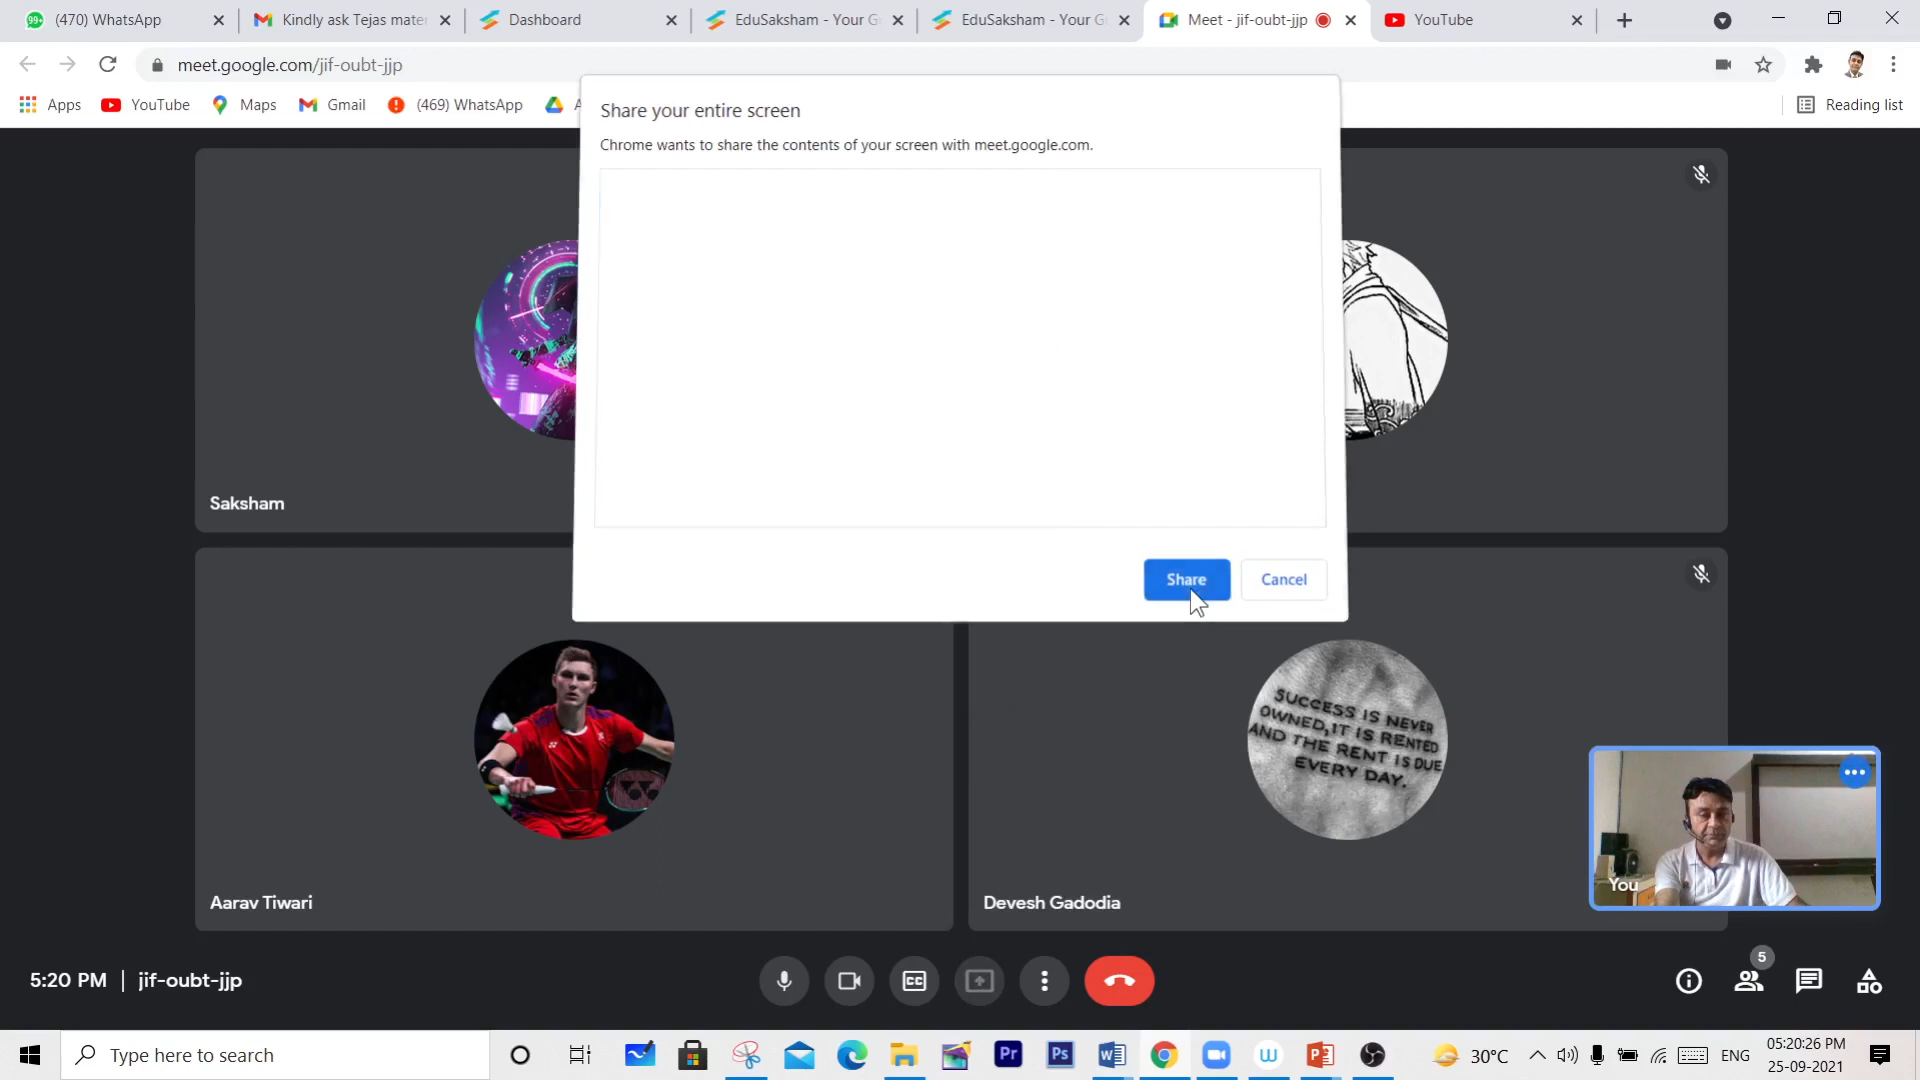 (470) WhatsApp
Kindly ask Tejas mater
Dashboard
EduSaksham - Your G
EduSaksham - Your G
Meet - jif-oubt-jjp
YouTube
meet.google.com/jif-oubt-jjp
Apps
YouTube
Maps
Gmail
(469) WhatsApp
Reading list
Share your entire screen
Chrome wants to share the contents of your screen with meet.google.com.
Share
Cancel
Saksham
SUCCESS IS NEVER
OWNED, IT IS RENTED
AND THE RENT IS DUE
EVERY DAY.
You
Aarav Tiwari
Devesh Gadodia
5:20 PM | jif-oubt-jjp
CC
5
Type here to search
Pr
Ps
30°C
ENG
05:20:26 PM
25-09-2021